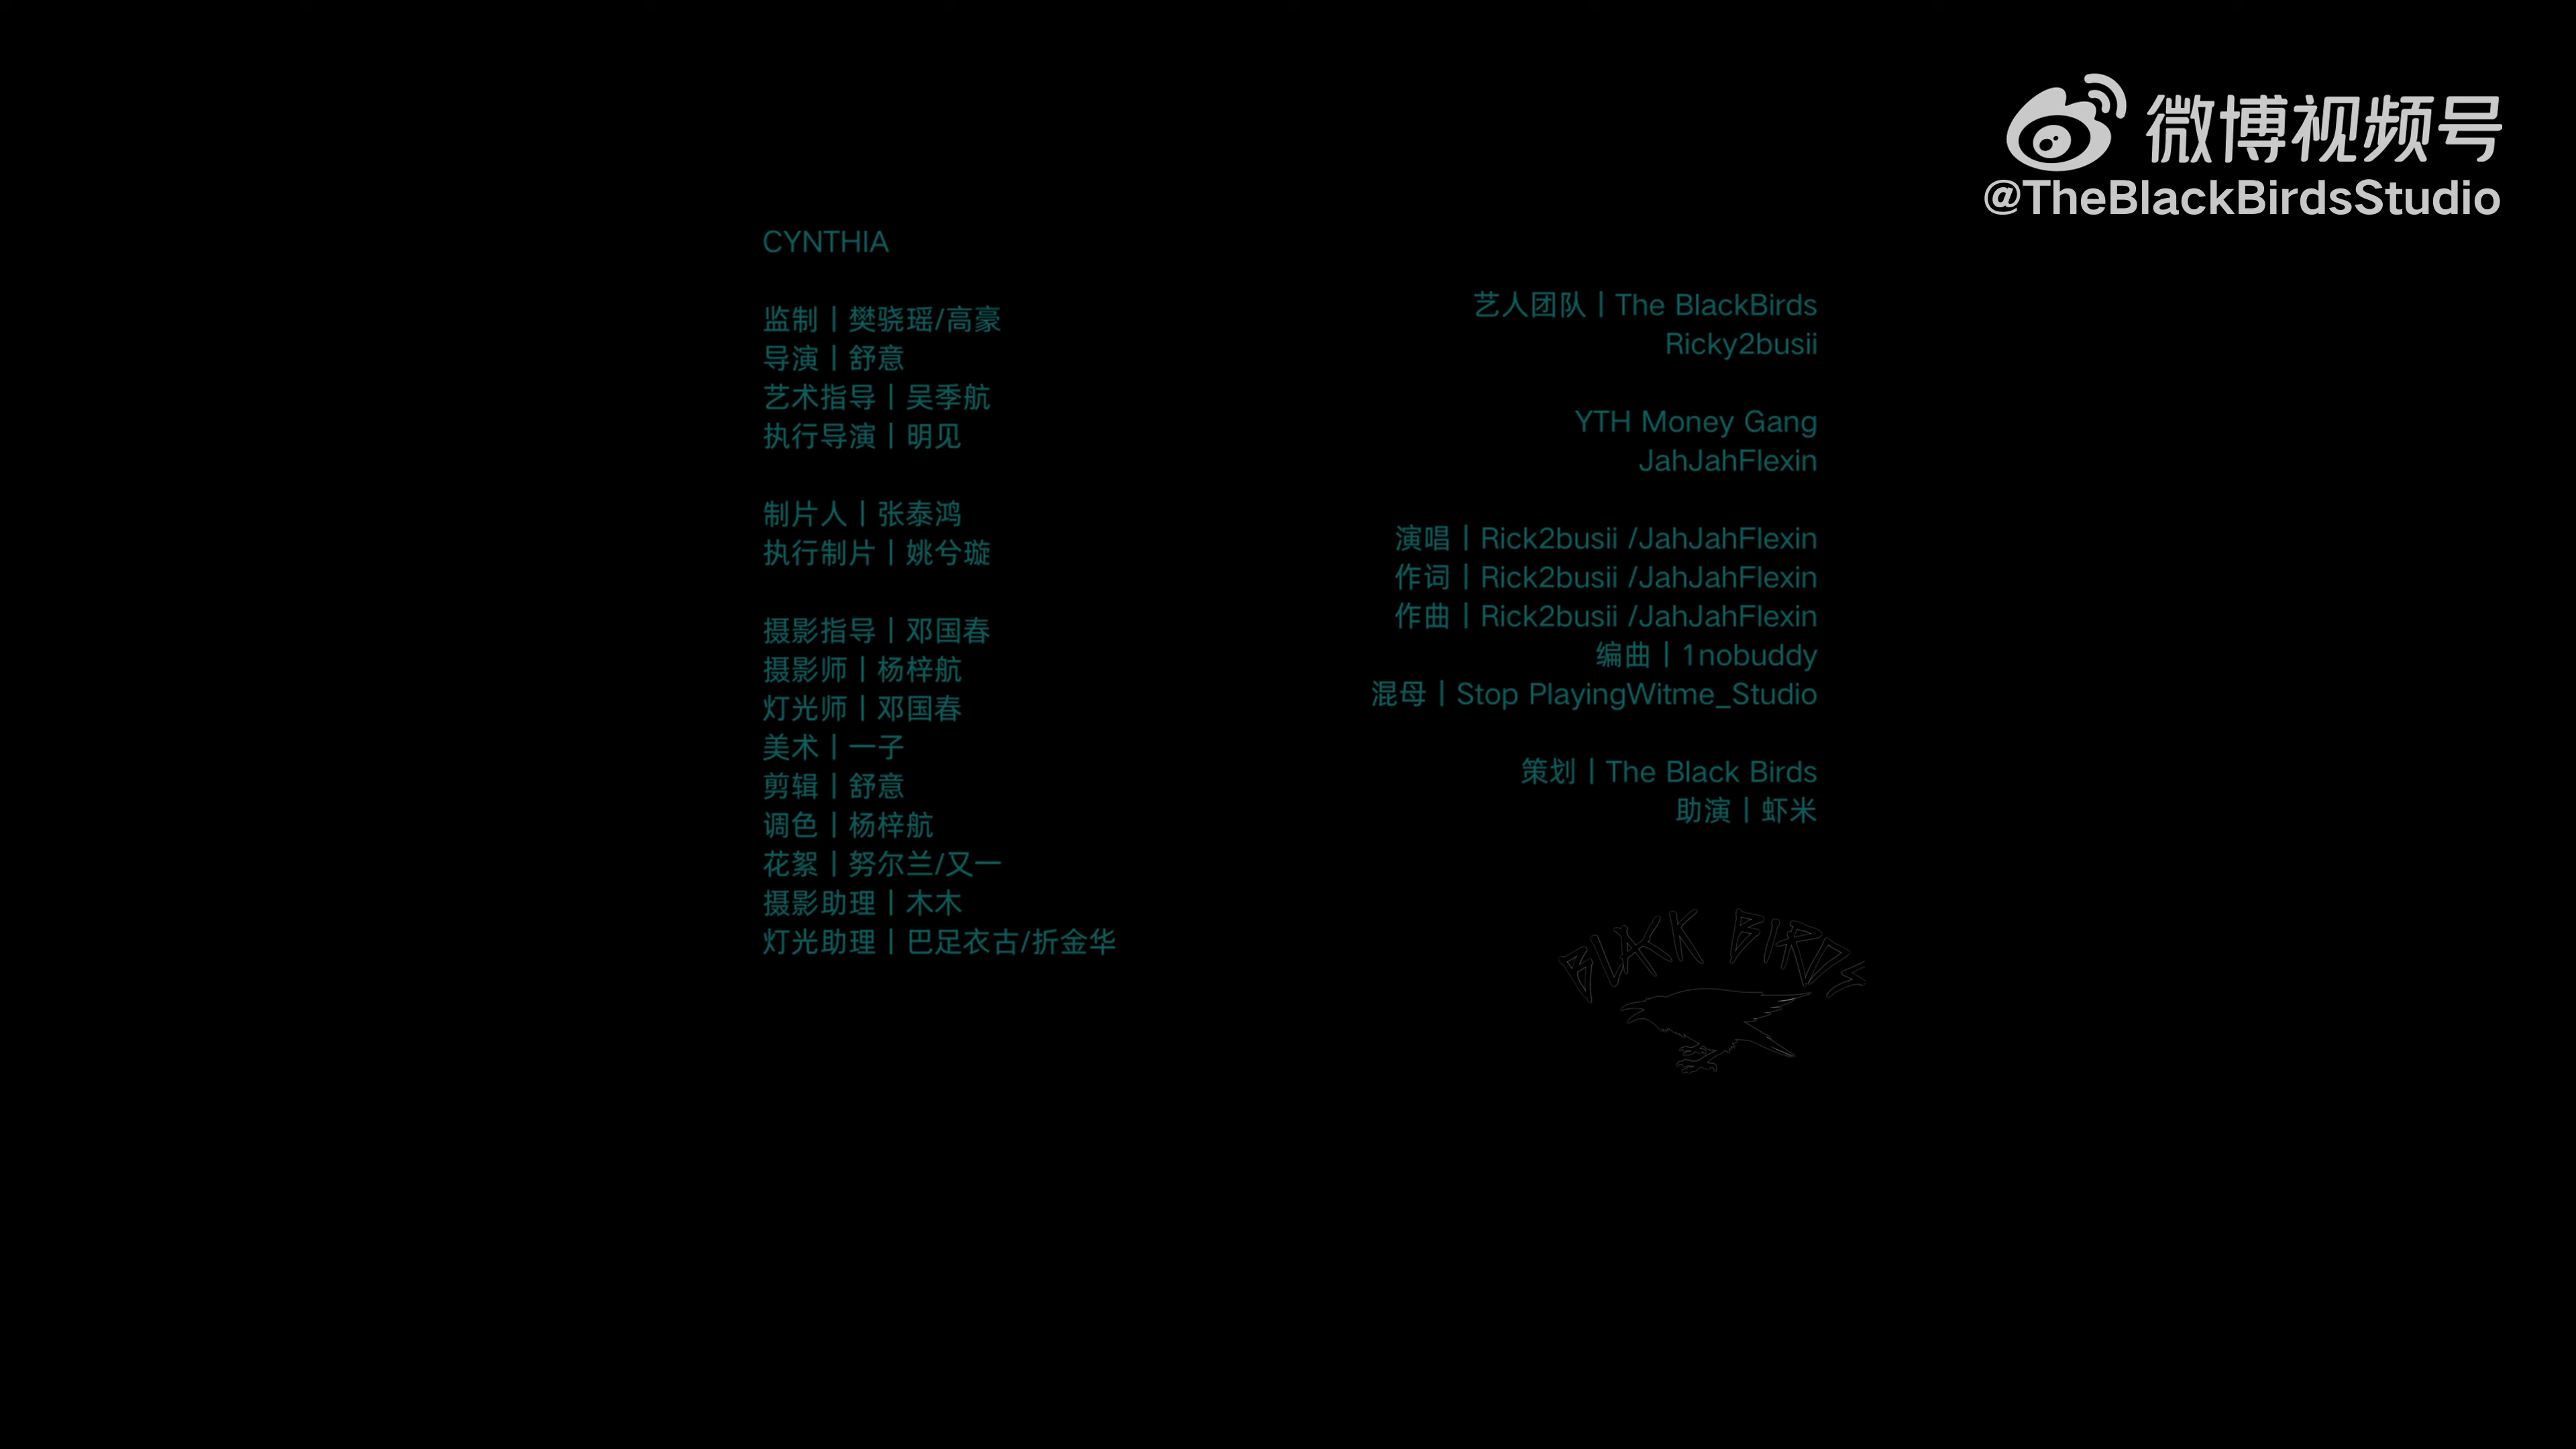 微博视频号
@TheBlackBirdsStudio
CYNTHIA
监制丨樊骁瑶/高豪
导演丨舒意
艺术指导丨吴季航
执行导演丨明见
制片人丨张泰鸿
执行制片丨姚兮璇
摄影指导丨邓国春
摄影师丨杨梓航
灯光师丨邓国春
美术丨一子
剪辑丨舒意
调色丨杨梓航
花絮丨努尔兰/又一
摄影助理丨木木
灯光助理丨巴足衣古/折金华
艺人团队丨The BlackBirds
Ricky2busii
YTH Money Gang
JahJahFlexin
演唱丨Rick2busii /JahJahFlexin
作词丨Rick2busii /JahJahFlexin
作曲丨Rick2busii /JahJahFlexin
编曲丨1nobuddy
混母丨Stop PlayingWitme_Studio
策划丨The Black Birds
助演丨虾米
BLACK BIRDS